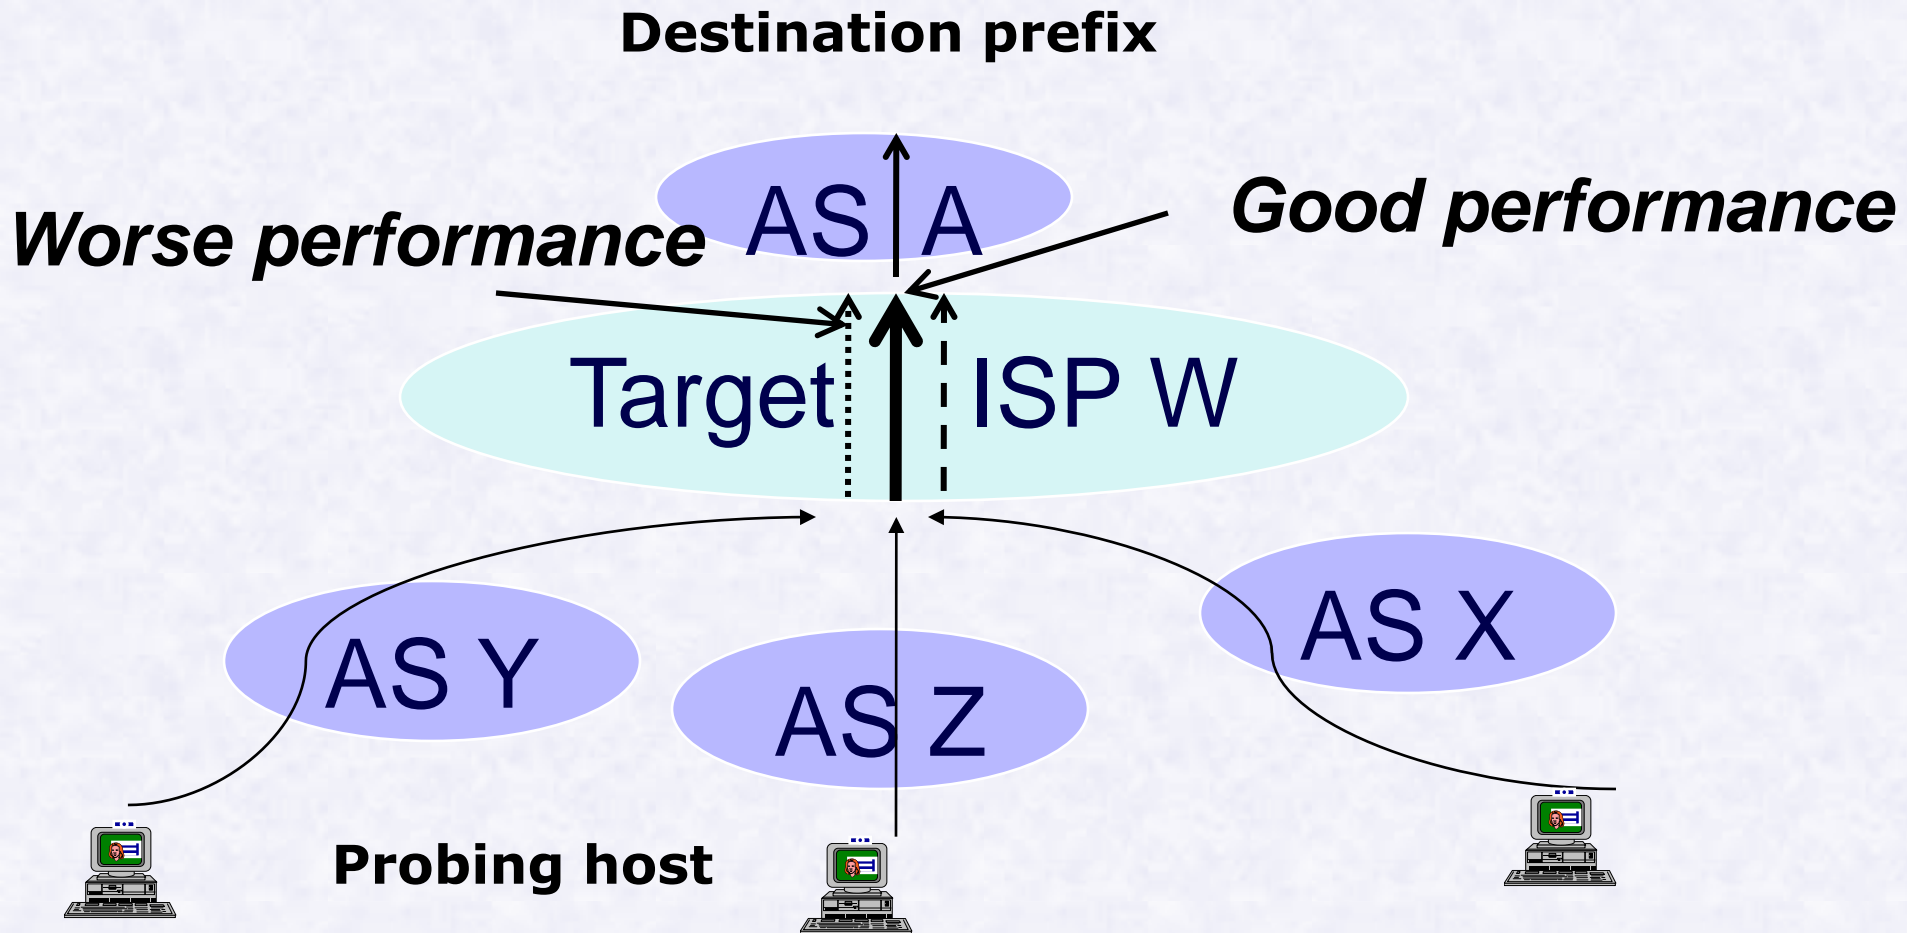 Destination prefix
AS A
Good performance
Worse performance
Target ISP W
AS X
AS Y
AS Z
Probing host